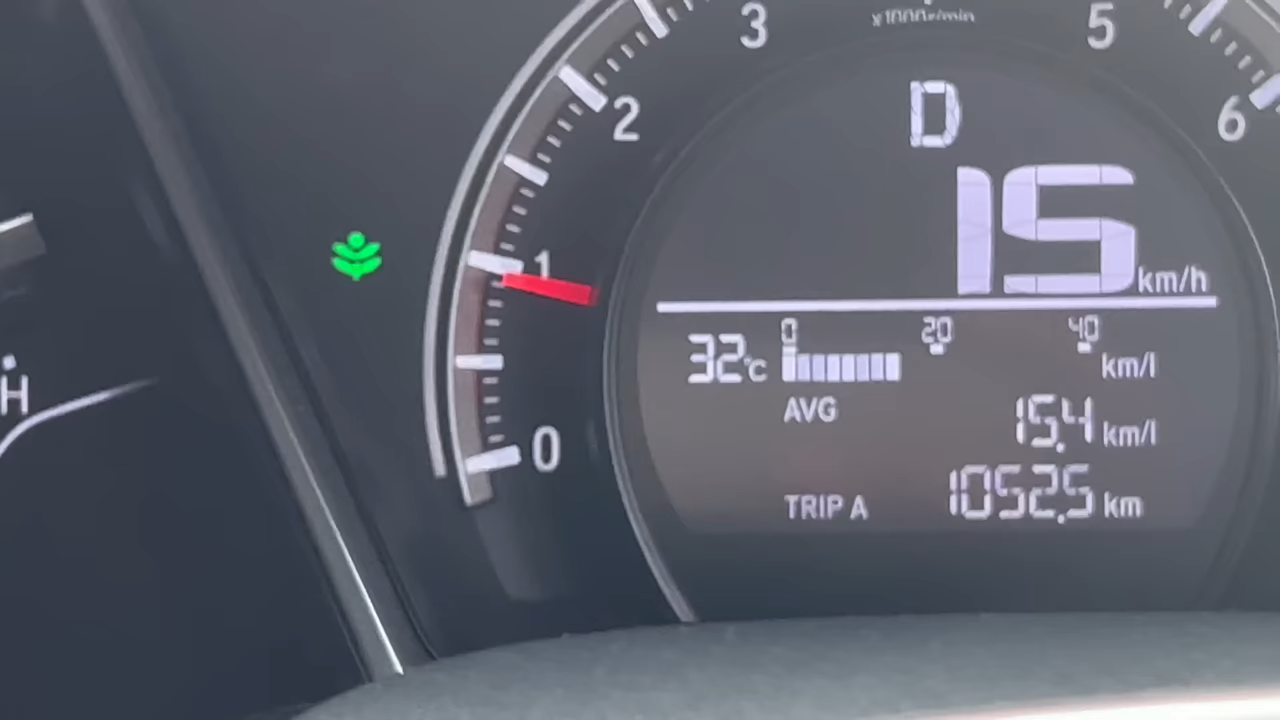 3
x1000r/min
5
2
6
D
1
15 km/h
0 20 40
32°C
km/l
H
AVG
15.4 km/l
0
TRIP A 1052.5 km